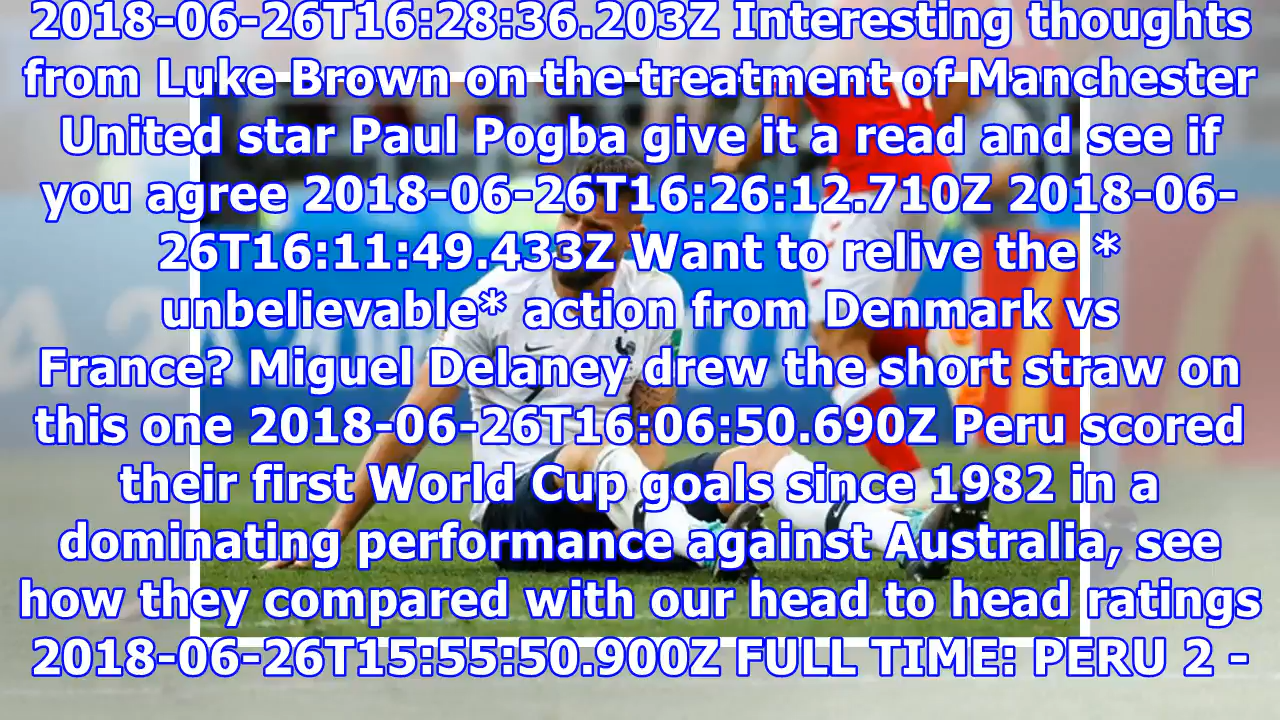 2018-06-26T16:28:36.203Z Interesting thoughts
from Luke Brown on the treatment of Manchester
United star Paul Pogba give it a read and see if
you agree 2018-06-26T16:26:12.710Z 2018-06-
26T16:11:49.433Z Want to relive the *
unbelievable* action from Denmark vs
France? Miguel Delaney drew the short straw on
this one 2018-06-26T16:06:50.690Z Peru scored
their first World Cup goals since 1982 in a
dominating performance against Australia, see
how they compared with our head to head ratings
2018-06-26T15:55:50.900Z FULL TIME: PERU 2 -